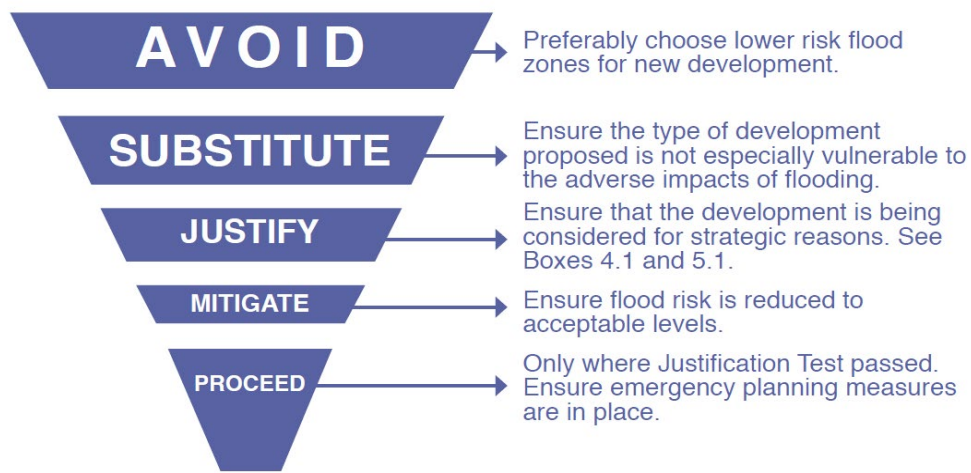 AVOID
Preferably choose lower risk flood
zones for new development.
SUBSTITUTE
Ensure the type of development
proposed is not especially vulnerable to
the adverse impacts of flooding.
JUSTIFY
Ensure that the development is being
considered for strategic reasons. See
Boxes 4.1 and 5.1.
MITIGATE
Ensure flood risk is reduced to
acceptable levels.
PROCEED
Only where Justification Test passed.
Ensure emergency planning measures
are in place.